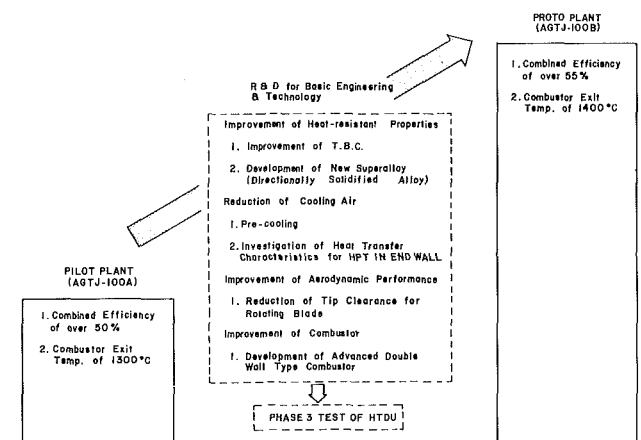 PROTO PLANT
(AGTJ-100B)
1. Combined Efficiency
of over 55%
2. Combustor Exit
Temp. of 1400°C
R & D for Basic Engineering
& Technology
Improvement of Heat-resistant Properties
1. Improvement of T.B.C.
2. Development of New Superalloy
(Directionally Solidified Alloy)
Reduction of Cooling Air
1. Pre-cooling
2. Investigation of Heat Transfer
Characteristics for HPT IN END WALL
Improvement of Aerodynamic Performance
1. Reduction of Tip Clearance for
Rotating Blade
Improvement of Combustor
1. Development of Advanced Double
Wall Type Combustor
PHASE 3 TEST OF HTDU
PILOT PLANT
(AGTJ-100A)
1. Combined Efficiency
of over 50%
2. Combustor Exit
Temp. of 1300°C